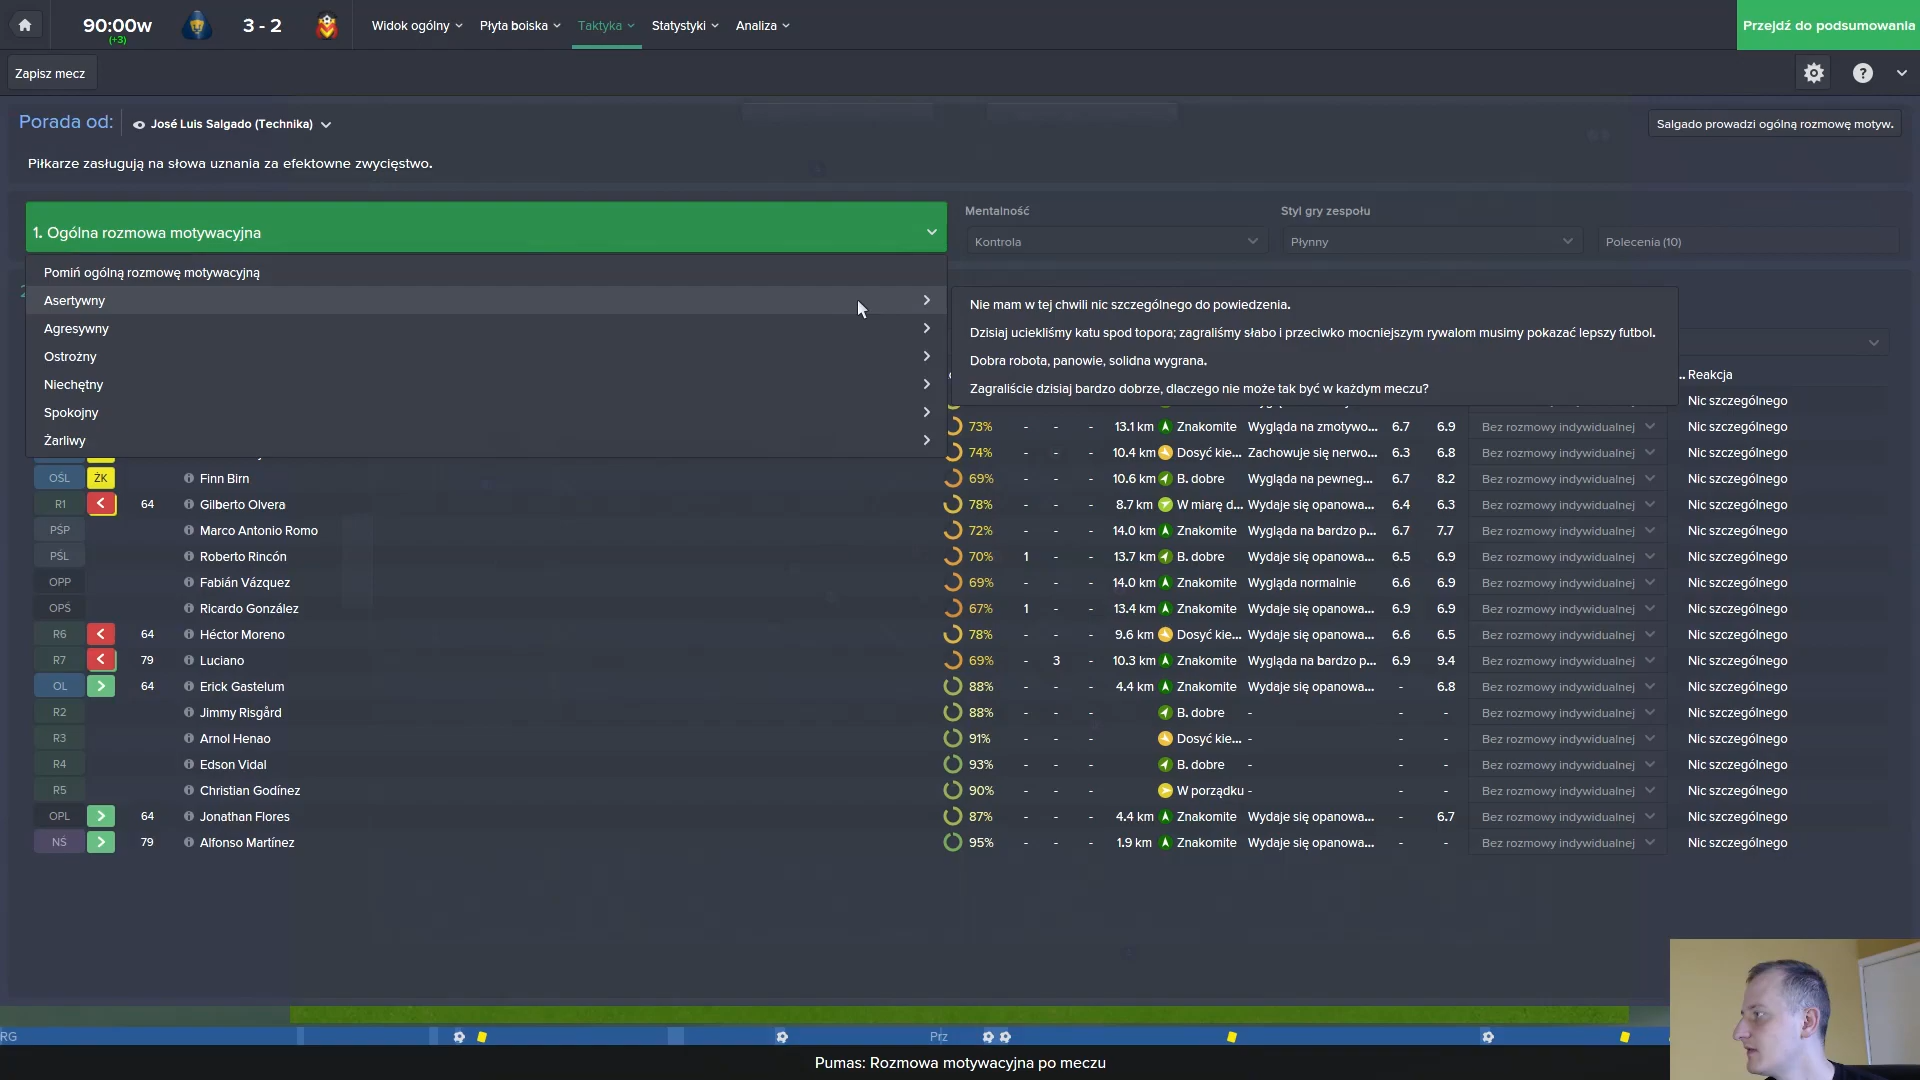 90:00w
(+3)
3 - 2
Widok ogólny
Płyta boiska
Taktyka
Statystyki
Analiza
Przejdź do podsumowania
Zapisz mecz
Porada od:
José Luis Salgado (Technika)
Salgado prowadzi ogólną rozmowę motyw.
Piłkarze zasługują na słowa uznania za efektowne zwycięstwo.
1. Ogólna rozmowa motywacyjna
Mentalność
Kontrola
Styl gry zespołu
Płynny
Polecenia (10)
Pomiń ogólną rozmowę motywacyjną
Asertywny
Agresywny
Ostrożny
Niechętny
Spokojny
Żarliwy
Nie mam w tej chwili nic szczególnego do powiedzenia.
Dzisiaj uciekliśmy katu spod topora; zagraliśmy słabo i przeciwko mocniejszym rywalom musimy pokazać lepszy futbol.
Dobra robota, panowie, solidna wygrana.
Zagraliście dzisiaj bardzo dobrze, dlaczego nie może tak być w każdym meczu?
.. Reakcja
Nic szczególnego
73% - - - 13.1 km Znakomite Wygląda na zmotywo... 6.7 6.9 Bez rozmowy indywidualnej Nic szczególnego
74% - - - 10.4 km Dosyć kie... Zachowuje się nerwo... 6.3 6.8 Bez rozmowy indywidualnej Nic szczególnego
OŚL ŻK Finn Birn 69% - - - 10.6 km B. dobre Wygląda na pewneg... 6.7 8.2 Bez rozmowy indywidualnej Nic szczególnego
R1 64 Gilberto Olvera 78% - - - 8.7 km W miarę d... Wydaje się opanowa... 6.4 6.3 Bez rozmowy indywidualnej Nic szczególnego
PŚP Marco Antonio Romo 72% - - - 14.0 km Znakomite Wygląda na bardzo p... 6.7 7.7 Bez rozmowy indywidualnej Nic szczególnego
PŚL Roberto Rincón 70% 1 - - 13.7 km B. dobre Wydaje się opanowa... 6.5 6.9 Bez rozmowy indywidualnej Nic szczególnego
OPP Fabián Vázquez 69% - - - 14.0 km Znakomite Wygląda normalnie 6.6 6.9 Bez rozmowy indywidualnej Nic szczególnego
OPŚ Ricardo González 67% 1 - - 13.4 km Znakomite Wydaje się opanowa... 6.9 6.9 Bez rozmowy indywidualnej Nic szczególnego
R6 64 Héctor Moreno 78% - - - 9.6 km Dosyć kie... Wydaje się opanowa... 6.6 6.5 Bez rozmowy indywidualnej Nic szczególnego
R7 79 Luciano 69% - 3 - 10.3 km Znakomite Wygląda na bardzo p... 6.9 9.4 Bez rozmowy indywidualnej Nic szczególnego
OL 64 Erick Gastelum 88% - - - 4.4 km Znakomite Wydaje się opanowa... - 6.8 Bez rozmowy indywidualnej Nic szczególnego
R2 Jimmy Risgård 88% - - - B. dobre - - - Bez rozmowy indywidualnej Nic szczególnego
R3 Arnol Henao 91% - - - Dosyć kie... - - - Bez rozmowy indywidualnej Nic szczególnego
R4 Edson Vidal 93% - - - B. dobre - - - Bez rozmowy indywidualnej Nic szczególnego
R5 Christian Godínez 90% - - - W porządku - - - Bez rozmowy indywidualnej Nic szczególnego
OPL 64 Jonathan Flores 87% - - - 4.4 km Znakomite Wydaje się opanowa... - 6.7 Bez rozmowy indywidualnej Nic szczególnego
NŚ 79 Alfonso Martínez 95% - - - 1.9 km Znakomite Wydaje się opanowa... - - Bez rozmowy indywidualnej Nic szczególnego
RG
Prz
Pumas: Rozmowa motywacyjna po meczu